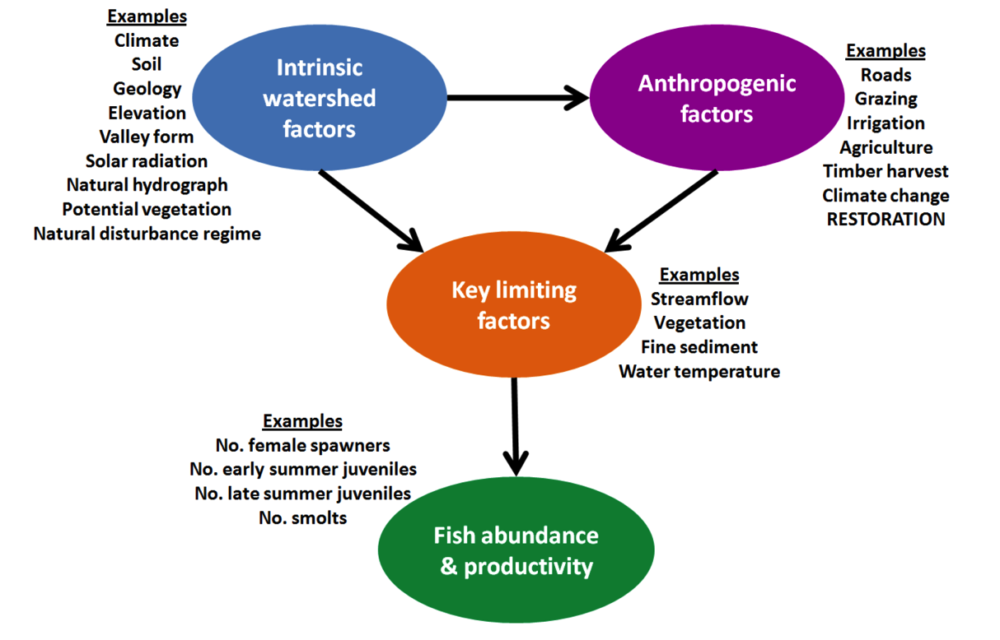 Examples
Climate
Soil
Geology
Elevation
Valley form
Solar radiation
Natural hydrograph
Potential vegetation
Natural disturbance regime
Intrinsic
watershed
factors
Anthropogenic
factors
Examples
Roads
Grazing
Irrigation
Agriculture
Timber harvest
Climate change
RESTORATION
Key limiting
factors
Examples
Streamflow
Vegetation
Fine sediment
Water temperature
Examples
No. female spawners
No. early summer juveniles
No. late summer juveniles
No. smolts
Fish abundance
& productivity